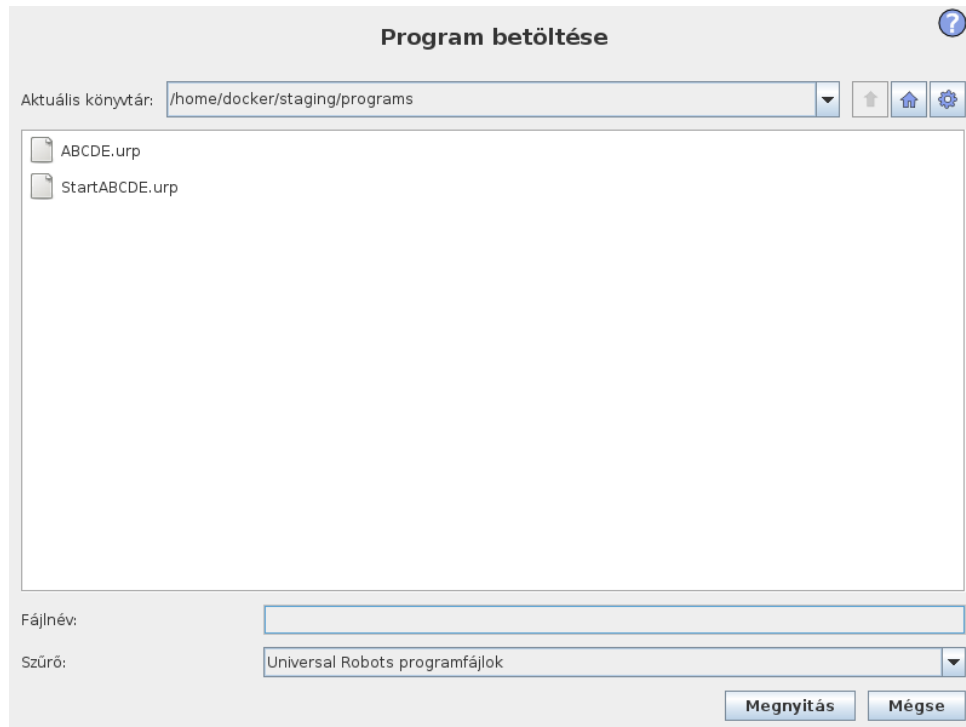 Program betöltése
?
Aktuális könyvtár: /home/docker/staging/programs
ABCDE.urp
StartABCDE.urp
Fájlnév:
Szűrő: Universal Robots programfájlok
Megnyitás Mégse